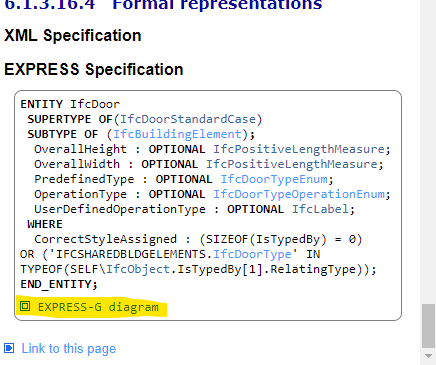 6.1.3.16.4 Formal representations
XML Specification
EXPRESS Specification
ENTITY IfcDoor
SUPERTYPE OF(IfcDoorStandardCase)
SUBTYPE OF (IfcBuildingElement);
OverallHeight : OPTIONAL IfcPositiveLengthMeasure;
OverallWidth : OPTIONAL IfcPositiveLengthMeasure;
PredefinedType : OPTIONAL IfcDoorTypeEnum;
OperationType : OPTIONAL IfcDoorTypeOperationEnum;
UserDefinedOperationType : OPTIONAL IfcLabel;
WHERE
CorrectStyleAssigned : (SIZEOF(IsTypedBy) = 0)
OR ('IFCSHAREDBLDGELEMENTS.IfcDoorType' IN
TYPEOF(SELF\IfcObject.IsTypedBy[1].RelatingType));
END_ENTITY;
EXPRESS-G diagram
Link to this page